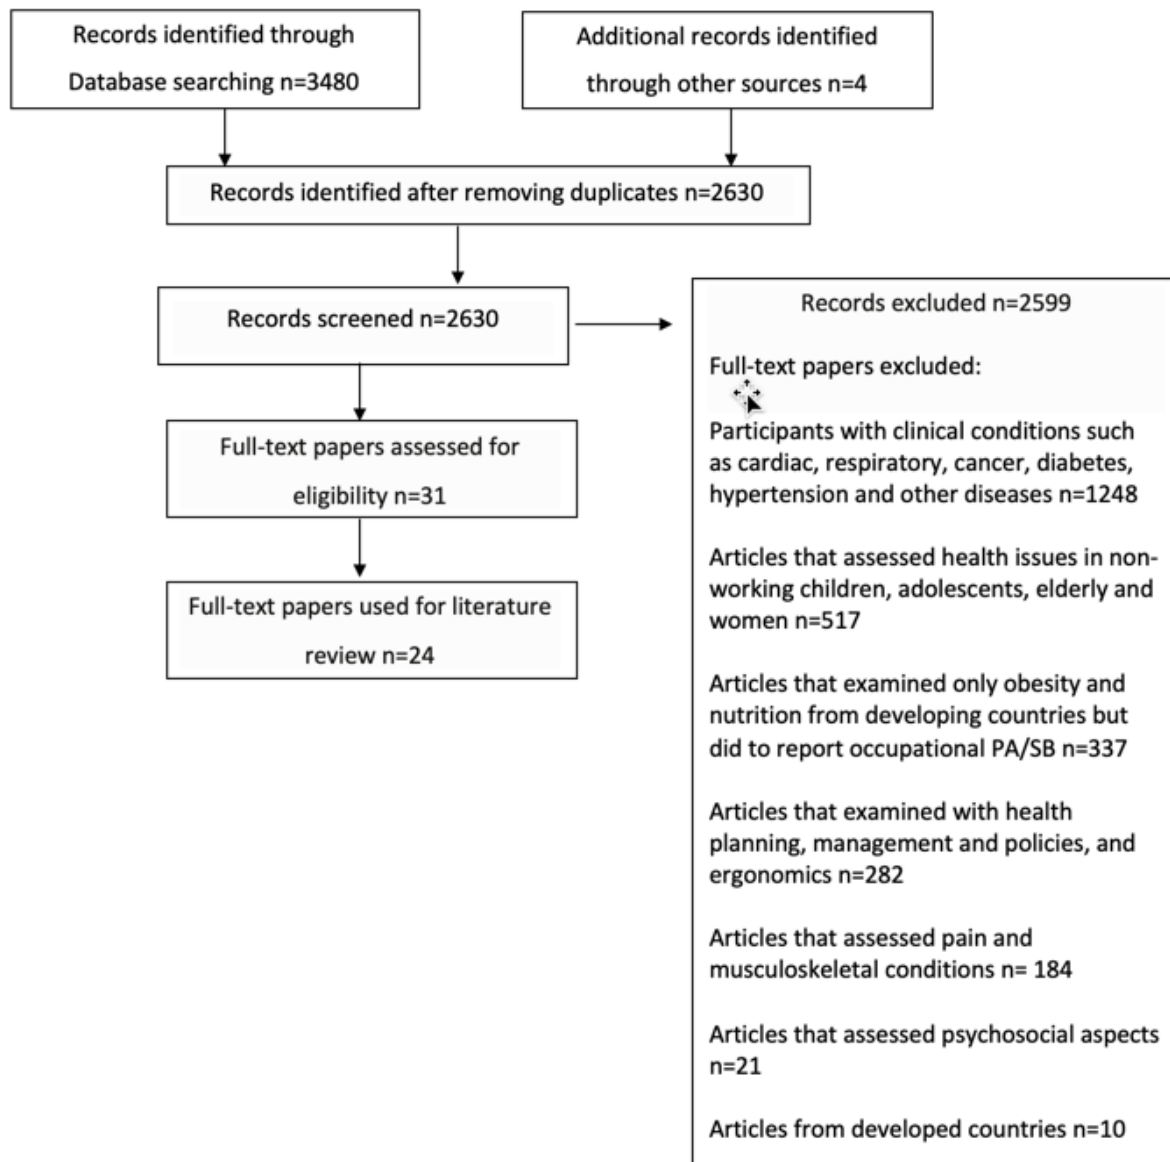 Records identified through
Database searching n=3480
Additional records identified
through other sources n=4
Records identified after removing duplicates n=2630
Records screened n=2630
Full-text papers assessed for
eligibility n=31
Full-text papers used for literature
review n=24
Records excluded n=2599
Full-text papers excluded:
Participants with clinical conditions such
as cardiac, respiratory, cancer, diabetes,
hypertension and other diseases n=1248
Articles that assessed health issues in non-
working children, adolescents, elderly and
women n=517
Articles that examined only obesity and
nutrition from developing countries but
did to report occupational PA/SB n=337
Articles that examined with health
planning, management and policies, and
ergonomics n=282
Articles that assessed pain and
musculoskeletal conditions n= 184
Articles that assessed psychosocial aspects
n=21
Articles from developed countries n=10